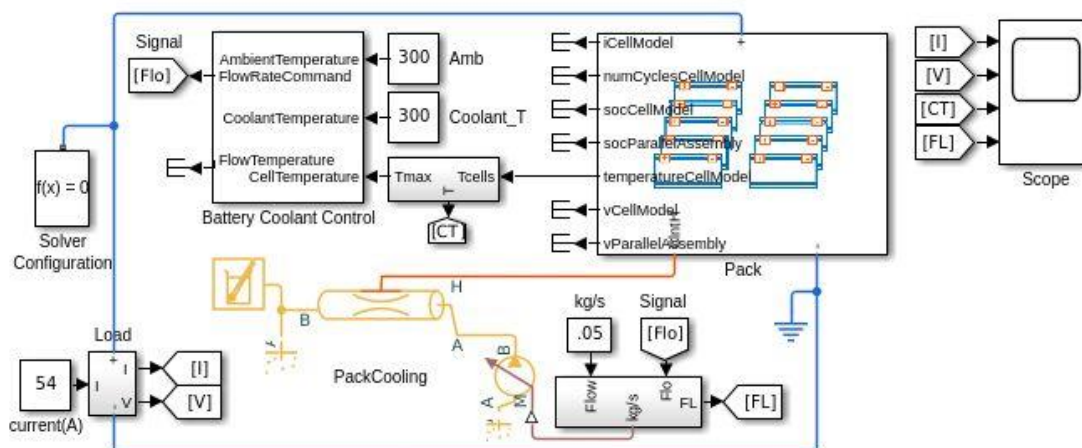 Signal
[Flo]
AmbientTemperature
FlowRateCommand
CoolantTemperature
FlowTemperature
CellTemperature
Battery Coolant Control
300
Amb
300
Coolant_T
Tmax
Tcells
T
[CT]
iCellModel
numCyclesCellModel
socCellModel
socParallelAssembly
temperatureCellModel
vCellModel
vParallelAssembly
+
-
Pack
[I]
[V]
[CT]
[FL]
Scope
f(x) = 0
Solver
Configuration
H
B
A
A
PackCooling
B
M
A
kg/s
.05
Signal
[Flo]
Flow
kg/s
Flo
FL
[FL]
Load
54
current(A)
+
I
I
V
-
[I]
[V]